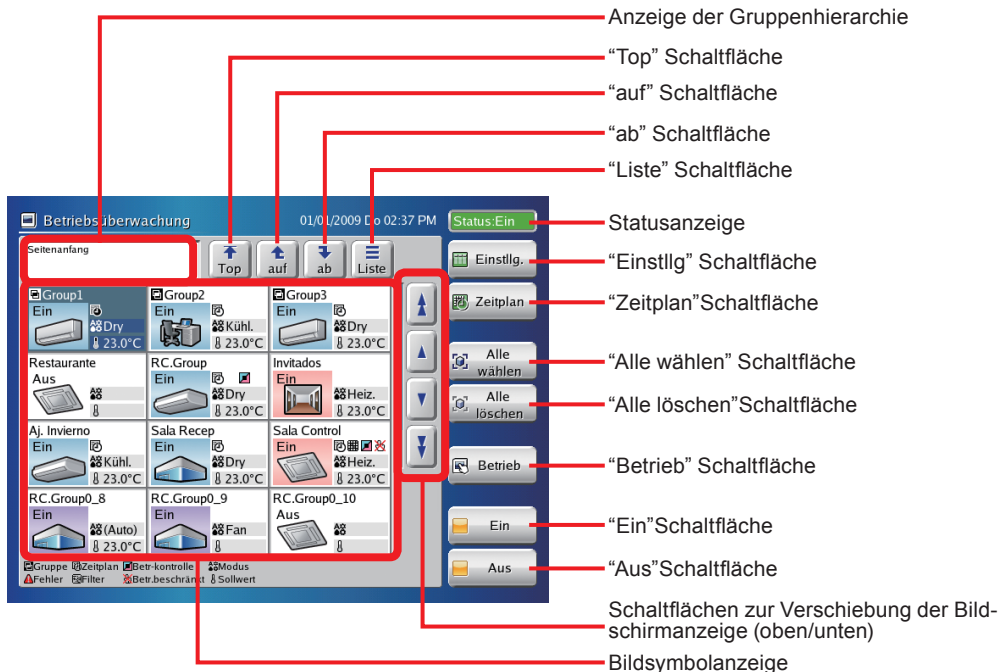 Anzeige der Gruppenhierarchie
“Top” Schaltfläche
“auf” Schaltfläche
“ab” Schaltfläche
“Liste” Schaltfläche
Betriebsüberwachung 01/01/2009 Do 02:37 PM Status:Ein
Statusanzeige
Seitenanfang
Top auf ab Liste
Einstllg.
“Einstllg” Schaltfläche
Zeitplan
“Zeitplan”Schaltfläche
Alle
wählen
“Alle wählen” Schaltfläche
Alle
löschen
“Alle löschen”Schaltfläche
Betrieb
“Betrieb” Schaltfläche
Ein
“Ein”Schaltfläche
Aus
“Aus”Schaltfläche
Group1 Group2 Group3
Ein Ein Ein
Dry Kühl. Dry
23.0°C 23.0°C 23.0°C
Restaurante RC.Group Invitados
Aus Ein Ein
Dry Heiz.
23.0°C 23.0°C
Aj. Invierno Sala Recep Sala Control
Ein Ein Ein
Kühl. Dry Heiz.
23.0°C 23.0°C 23.0°C
RC.Group0_8 RC.Group0_9 RC.Group0_10
Ein Ein Aus
(Auto) Fan
23.0°C
Gruppe Zeitplan Betr-kontrolle Modus
Fehler Filter Betr.beschränkt Sollwert
Schaltflächen zur Verschiebung der Bild-
schirmanzeige (oben/unten)
Bildsymbolanzeige